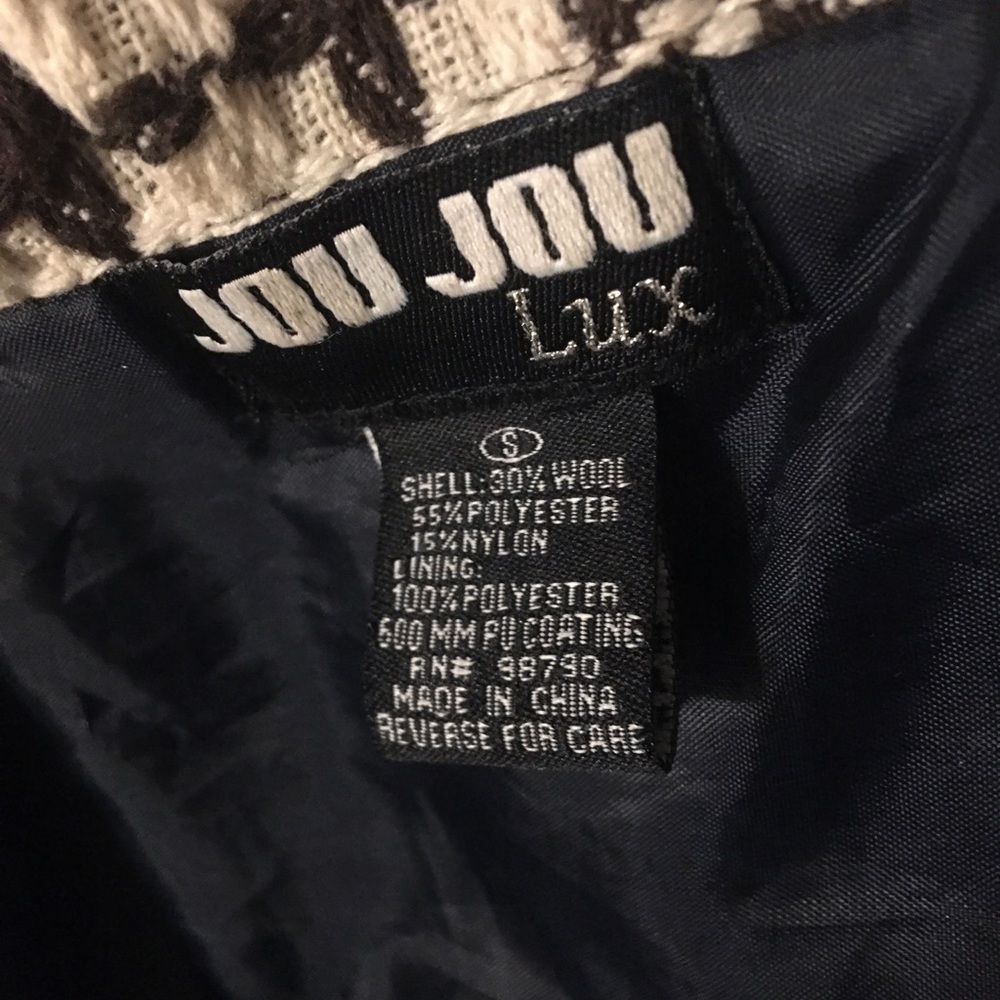 JOU JOU
Lux
S
SHELL:30%WOOL
55%POLYESTER
15%NYLON
LINING:
100%POLYESTER
600 MM PU COATING
RN# 98790
MADE IN CHINA
REVERSE FOR CARE